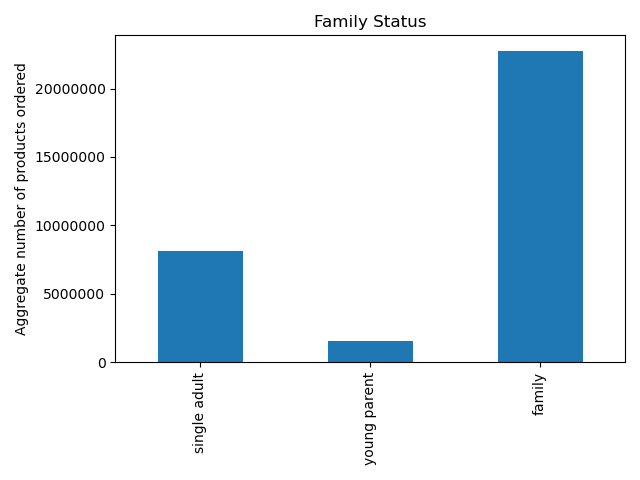 Family Status
Aggregate number of products ordered
20000000
15000000
10000000
5000000
0
single adult
young parent
family